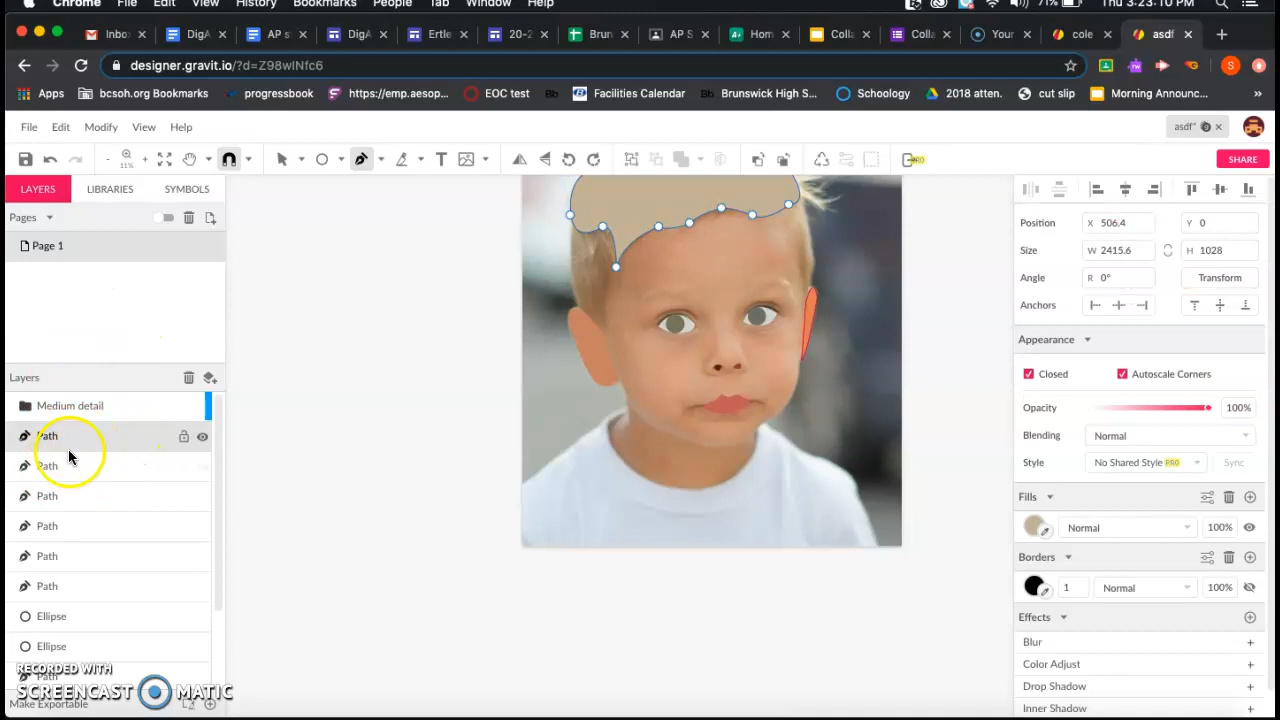 Chrome File Edit View History Bookmarks People Tab Window Help 71% Thu 3:23:10 PM
Inbo DigA AP s DigA Ertle 20-2 Brun AP S Hom Colla Colla Your cole asdf
designer.gravit.io/?d=Z98wlNfc6
Apps bcsoh.org Bookmarks progressbook https://emp.aesop... EOC test Bb Facilities Calendar Bb Brunswick High S... Schoology 2018 atten. cut slip Morning Announc... »
File Edit Modify View Help asdf*
11% PRO SHARE
LAYERS LIBRARIES SYMBOLS
Pages
Page 1
Position X 506.4 Y 0
Size W 2415.6 H 1028
Angle R 0° Transform
Anchors
Appearance
Closed Autoscale Corners
Opacity 100%
Blending Normal
Style No Shared Style PRO Sync
Fills
Normal 100%
Borders
1 Normal 100%
Effects
Blur
Color Adjust
Drop Shadow
Inner Shadow
Layers
Medium detail
Path
Path
Path
Path
Path
Path
Ellipse
Ellipse
Path
Make Exportable
RECORDED WITH
SCREENCAST MATIC